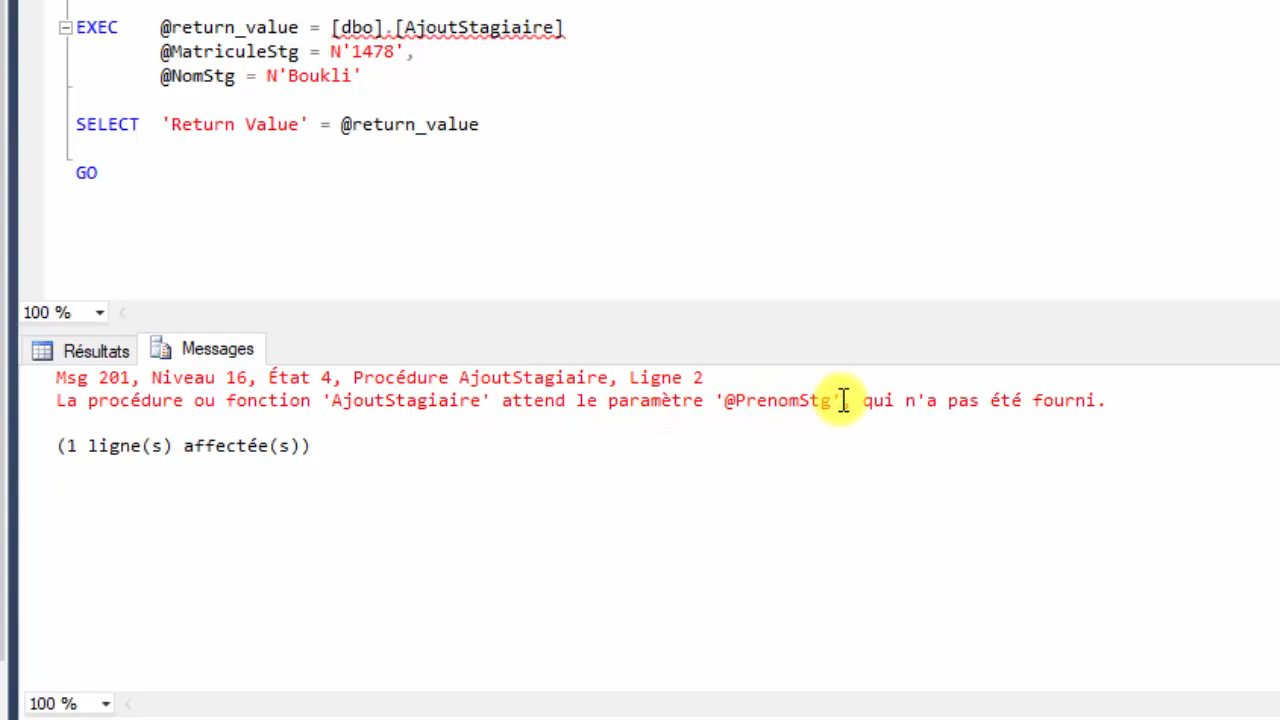 EXEC @return_value = [dbo].[AjoutStagiaire]
@MatriculeStg = N'1478',
@NomStg = N'Boukli'
SELECT 'Return Value' = @return_value
GO
100 %
Résultats Messages
Msg 201, Niveau 16, État 4, Procédure AjoutStagiaire, Ligne 2
La procédure ou fonction 'AjoutStagiaire' attend le paramètre '@PrenomStg', qui n'a pas été fourni.
(1 ligne(s) affectée(s))
100 %